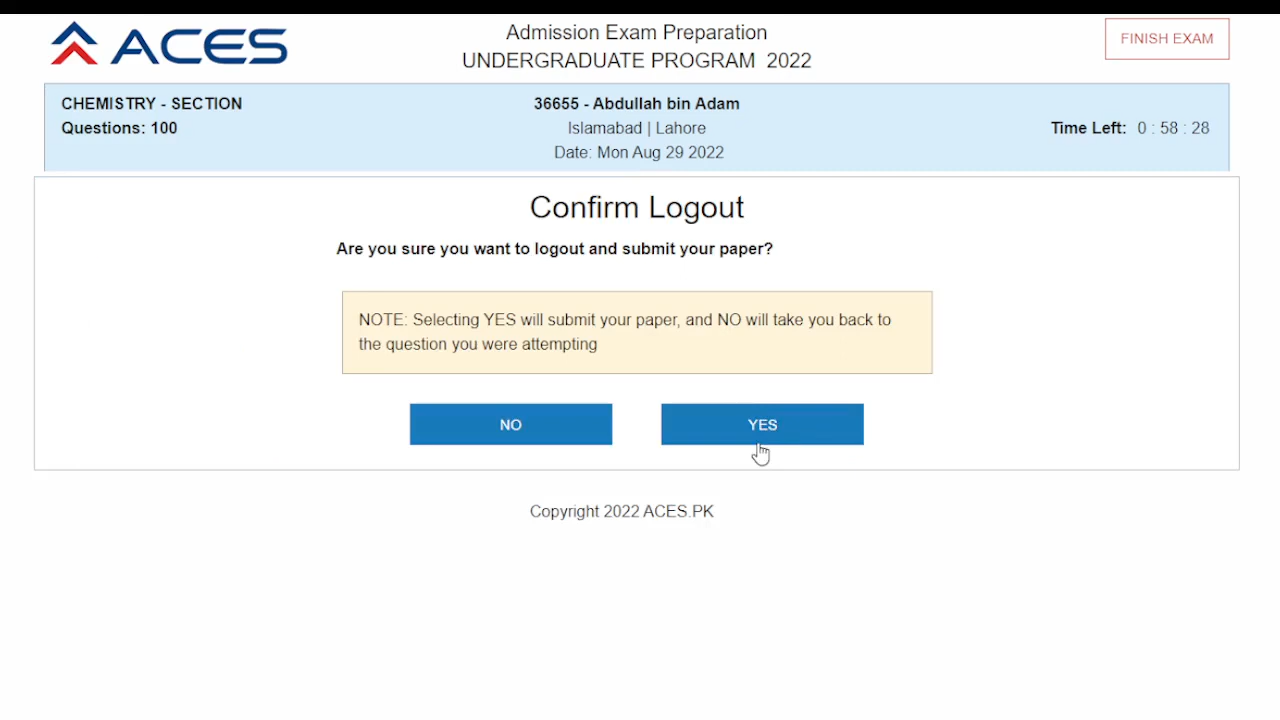 ACES
Admission Exam Preparation
UNDERGRADUATE PROGRAM 2022
FINISH EXAM
CHEMISTRY - SECTION
Questions: 100
36655 - Abdullah bin Adam
Islamabad | Lahore
Date: Mon Aug 29 2022
Time Left: 0 : 58 : 28
Confirm Logout
Are you sure you want to logout and submit your paper?
NOTE: Selecting YES will submit your paper, and NO will take you back to
the question you were attempting
NO
YES
Copyright 2022 ACES.PK